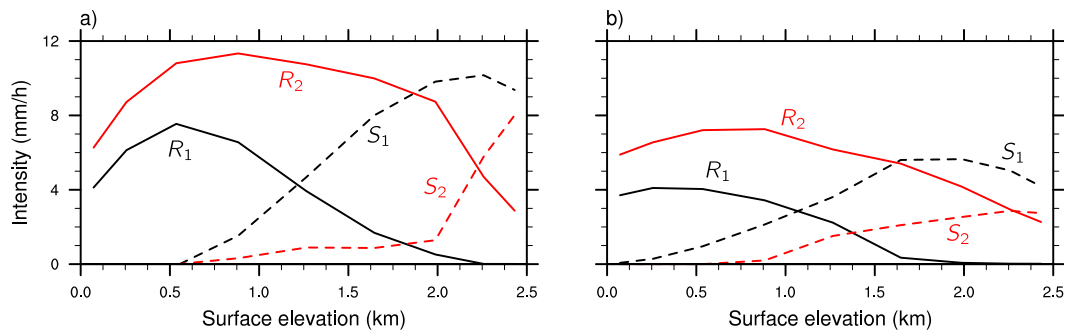 a)
b)
Intensity (mm/h)
12
8
4
0
R₂
R₁
S₁
S₂
0.0 0.5 1.0 1.5 2.0 2.5
Surface elevation (km)
R₂
R₁
S₁
S₂
0.0 0.5 1.0 1.5 2.0 2.5
Surface elevation (km)